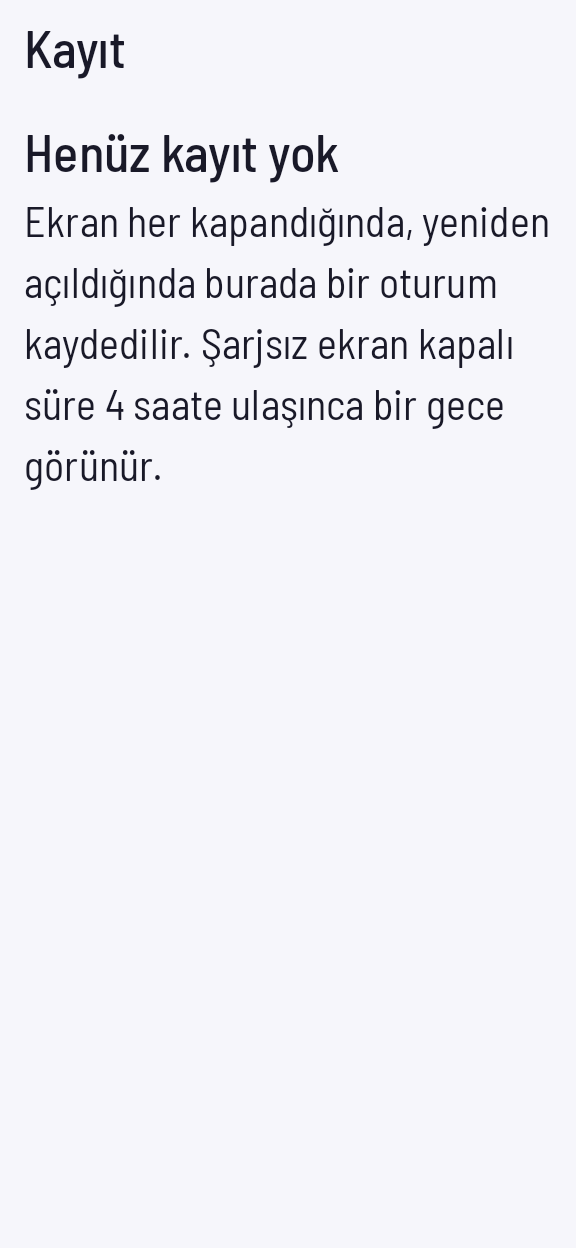 Kayıt
Henüz kayıt yok
Ekran her kapandığında, yeniden
açıldığında burada bir oturum
kaydedilir. Şarjsız ekran kapalı
süre 4 saate ulaşınca bir gece
görünür.